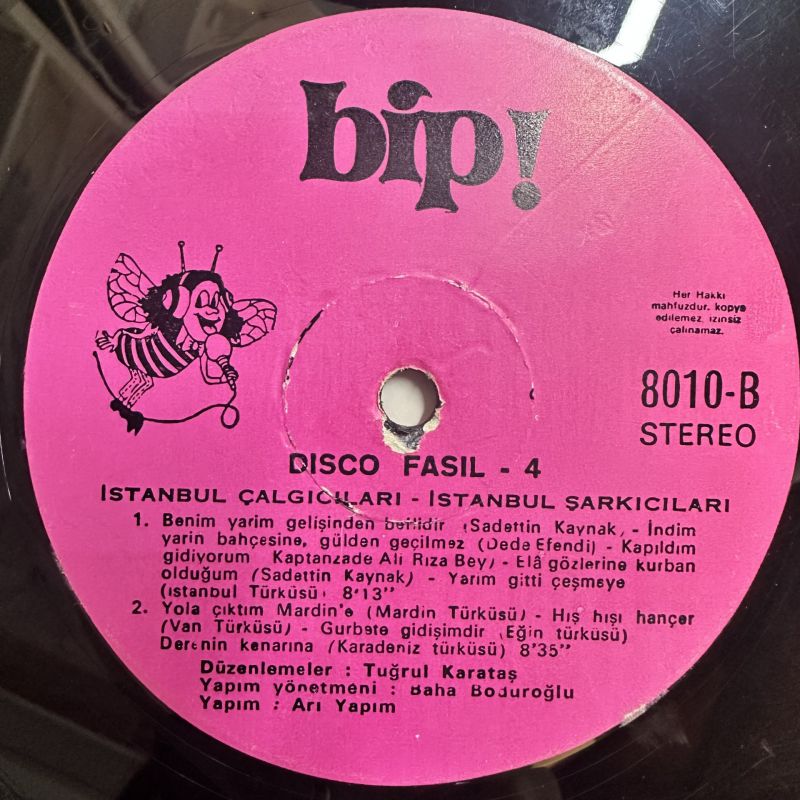 bip!
Her Hakkı
mahfuzdur. kopye
edilemez. izinsiz
çalınamaz.
8010-B
STEREO
DISCO FASIL - 4
İSTANBUL ÇALGICILARI - İSTANBUL ŞARKICILARI
1. Benim yarim gelişinden bellidir (Sadettin Kaynak, - İndim
yarin bahçesine, gülden geçilmez (Dede Efendi) - Kapıldım
gidiyorum Kaptanzade Ali Rıza Bey) - Elâ gözlerine kurban
olduğum (Sadettin Kaynak) - Yarim gitti çeşmeye
(istanbul Türküsü) 8'13"
2. Yola çıktım Mardin'e (Mardin Türküsü) - Hış hışı hançer
(Van Türküsü) - Gurbete gidişimdir (Eğin türküsü)
Derenin kenarına (Karadeniz türküsü) 8'35"
Düzenlemeler : Tuğrul Karataş
Yapım yönetmeni : Baha Boduroğlu
Yapım : Arı Yapım